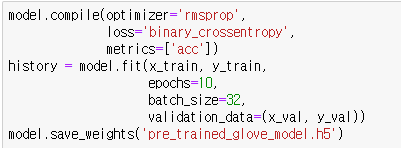 model.compile(optimizer='rmsprop',
              loss='binary_crossentropy',
              metrics=['acc'])
history = model.fit(x_train, y_train,
                    epochs=10,
                    batch_size=32,
                    validation_data=(x_val, y_val))
model.save_weights('pre_trained_glove_model.h5')